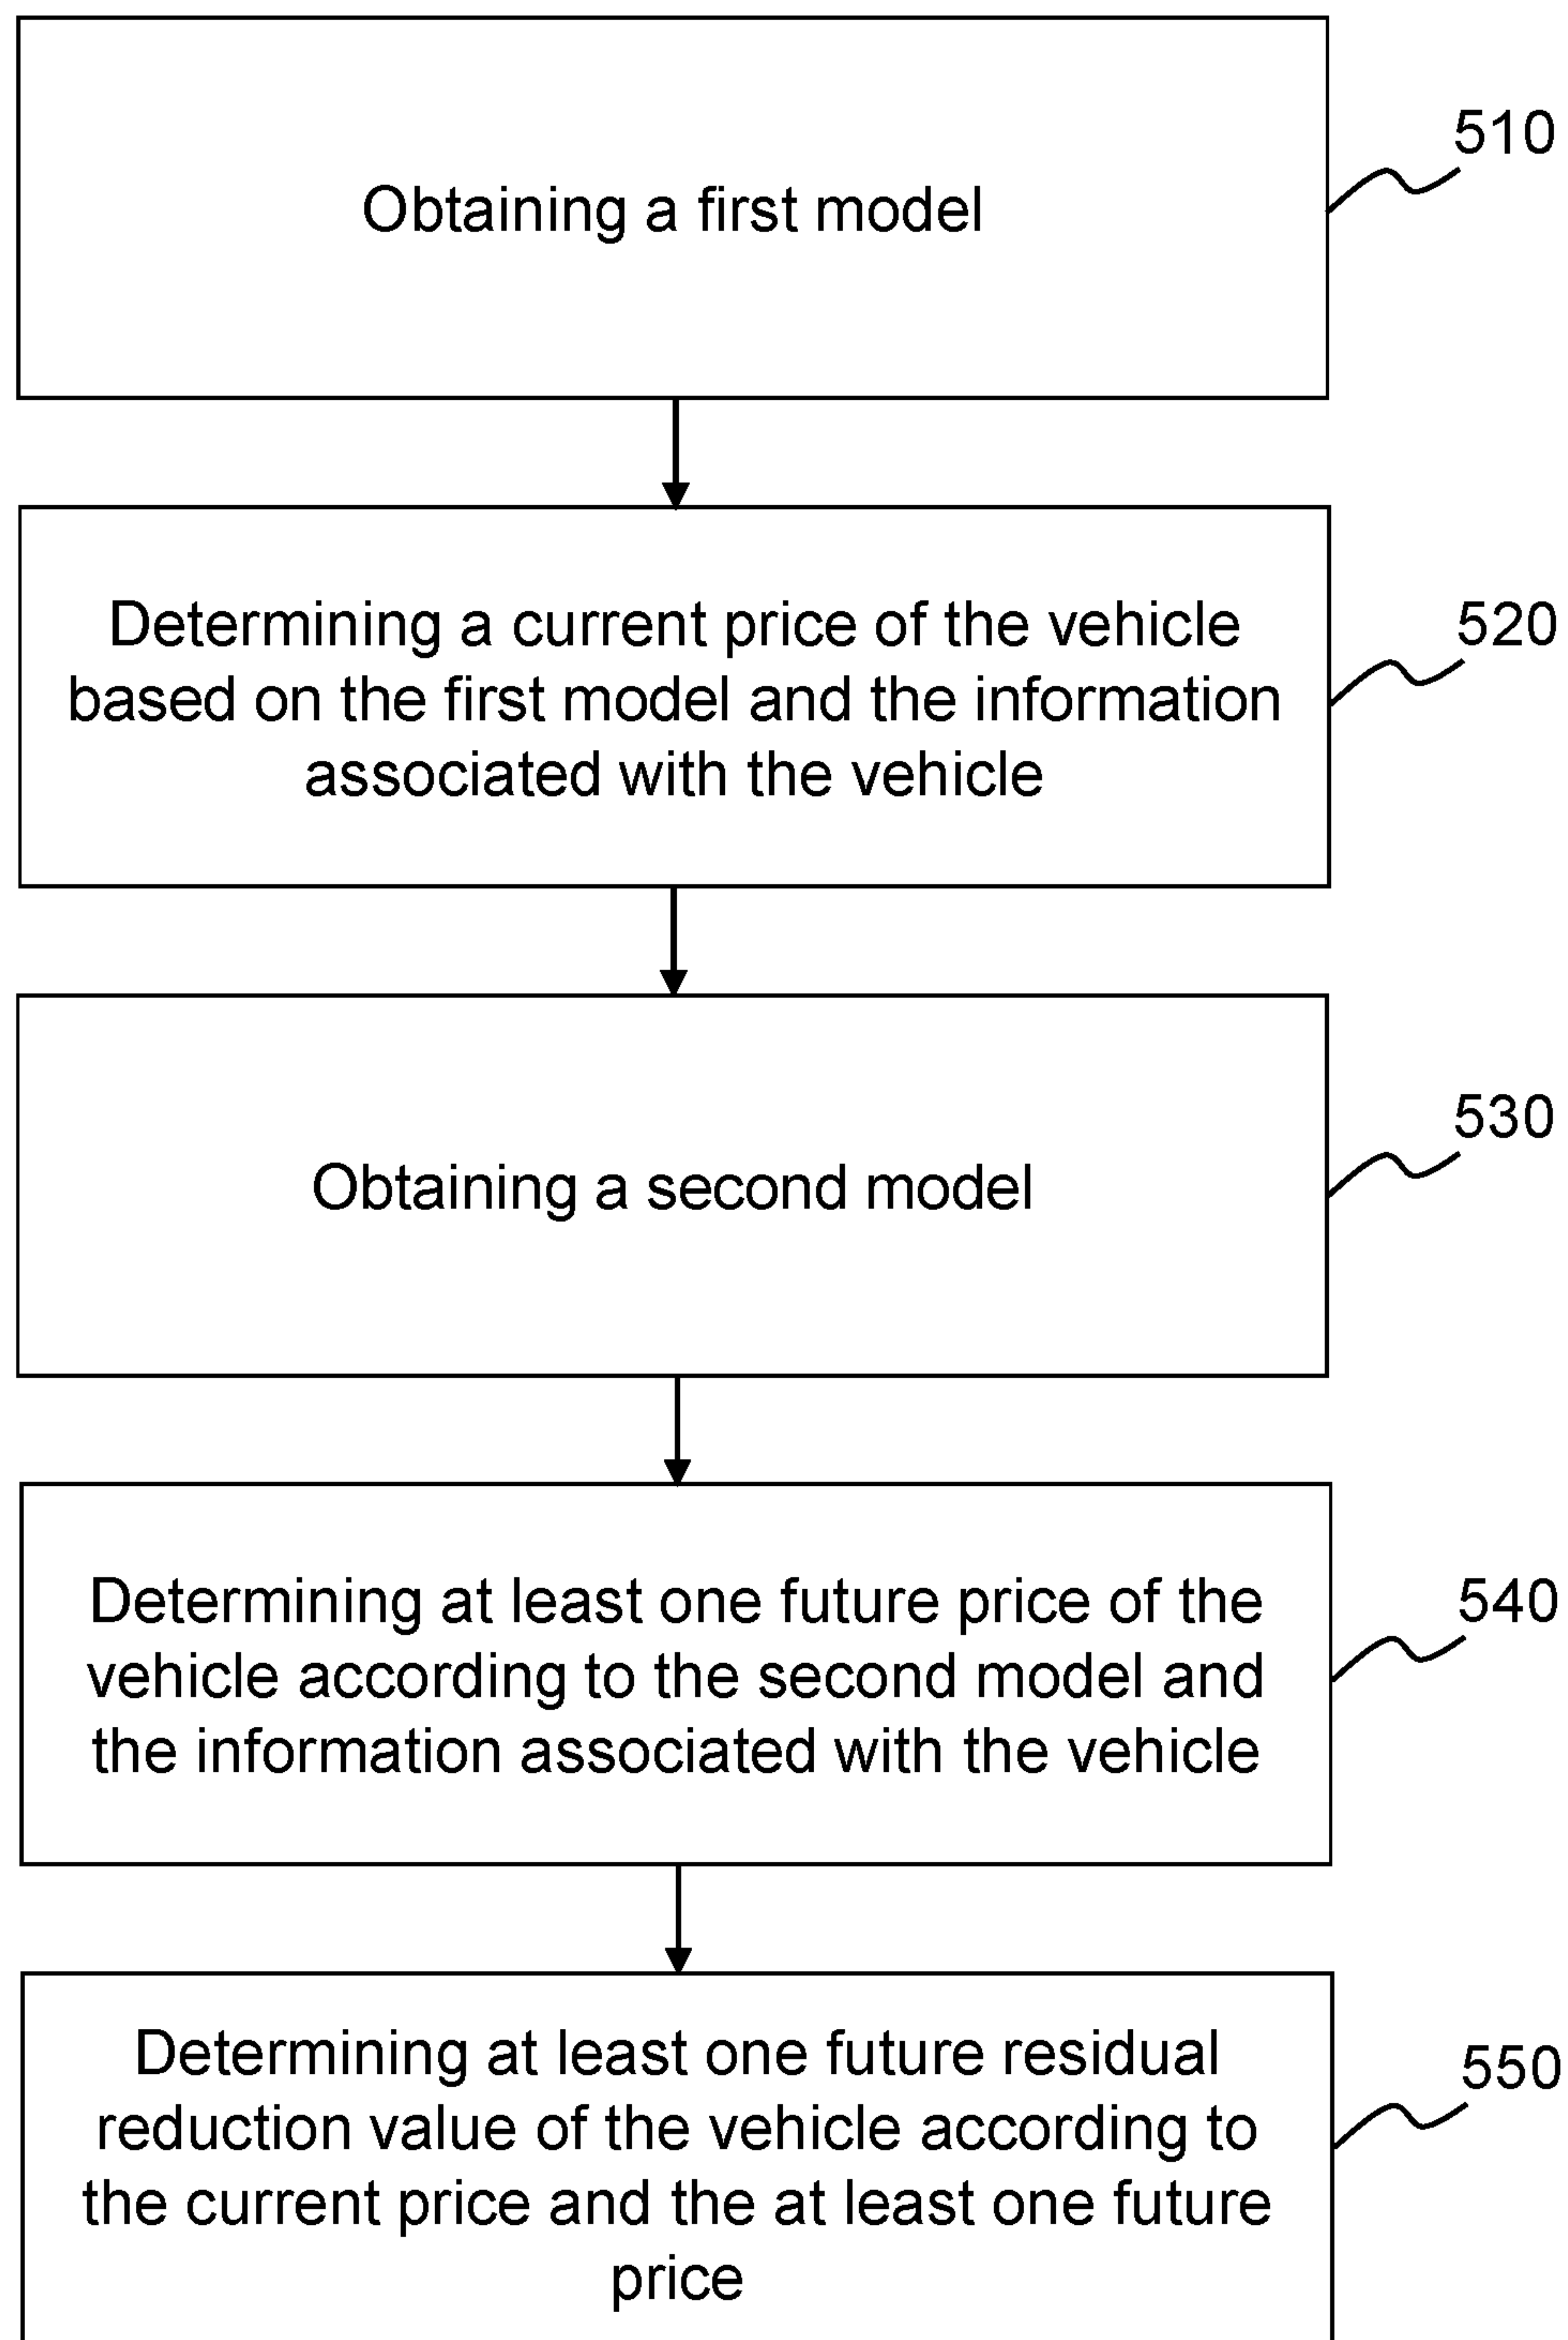 510
Obtaining a first model
520
Determining a current price of the vehicle
based on the first model and the information
associated with the vehicle
530
Obtaining a second model
540
Determining at least one future price of the
vehicle according to the second model and
the information associated with the vehicle
550
Determining at least one future residual
reduction value of the vehicle according to
the current price and the at least one future
price